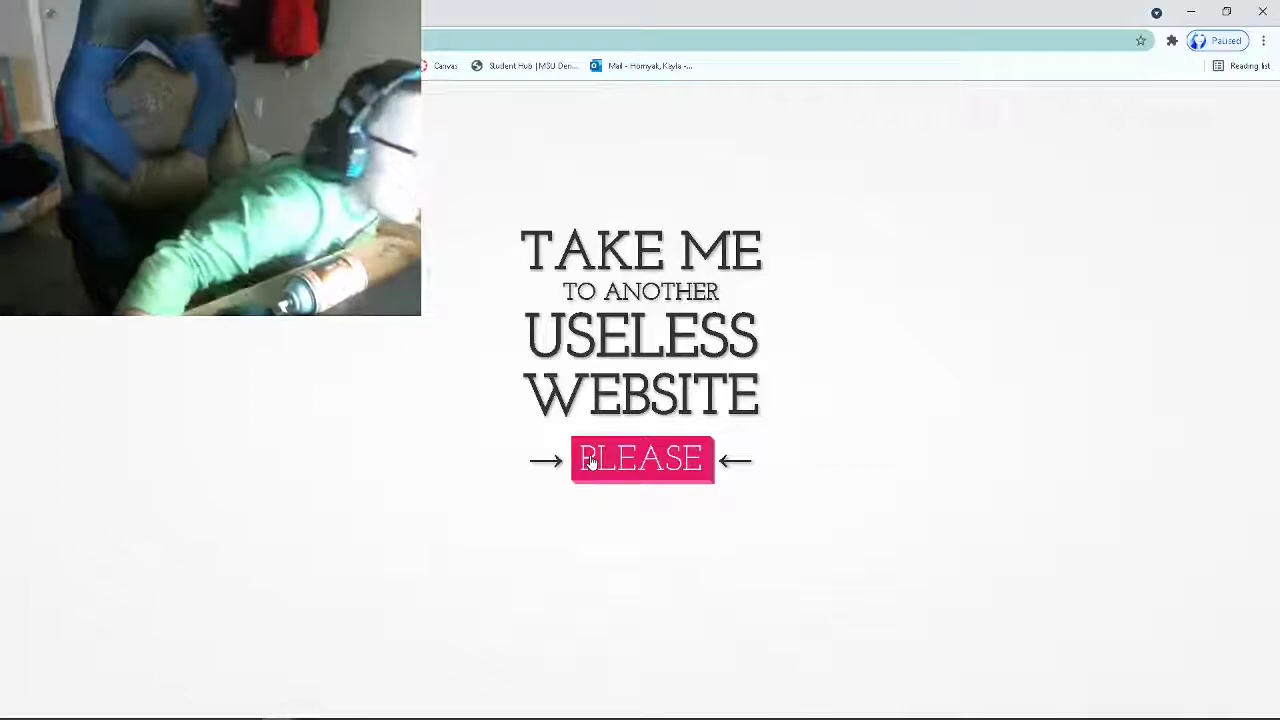 Paused
Canvas
Student Hub | MSU Den...
Mail - Hornyak, Kayla -...
Reading list
TAKE ME
TO ANOTHER
USELESS
WEBSITE
→ PLEASE ←